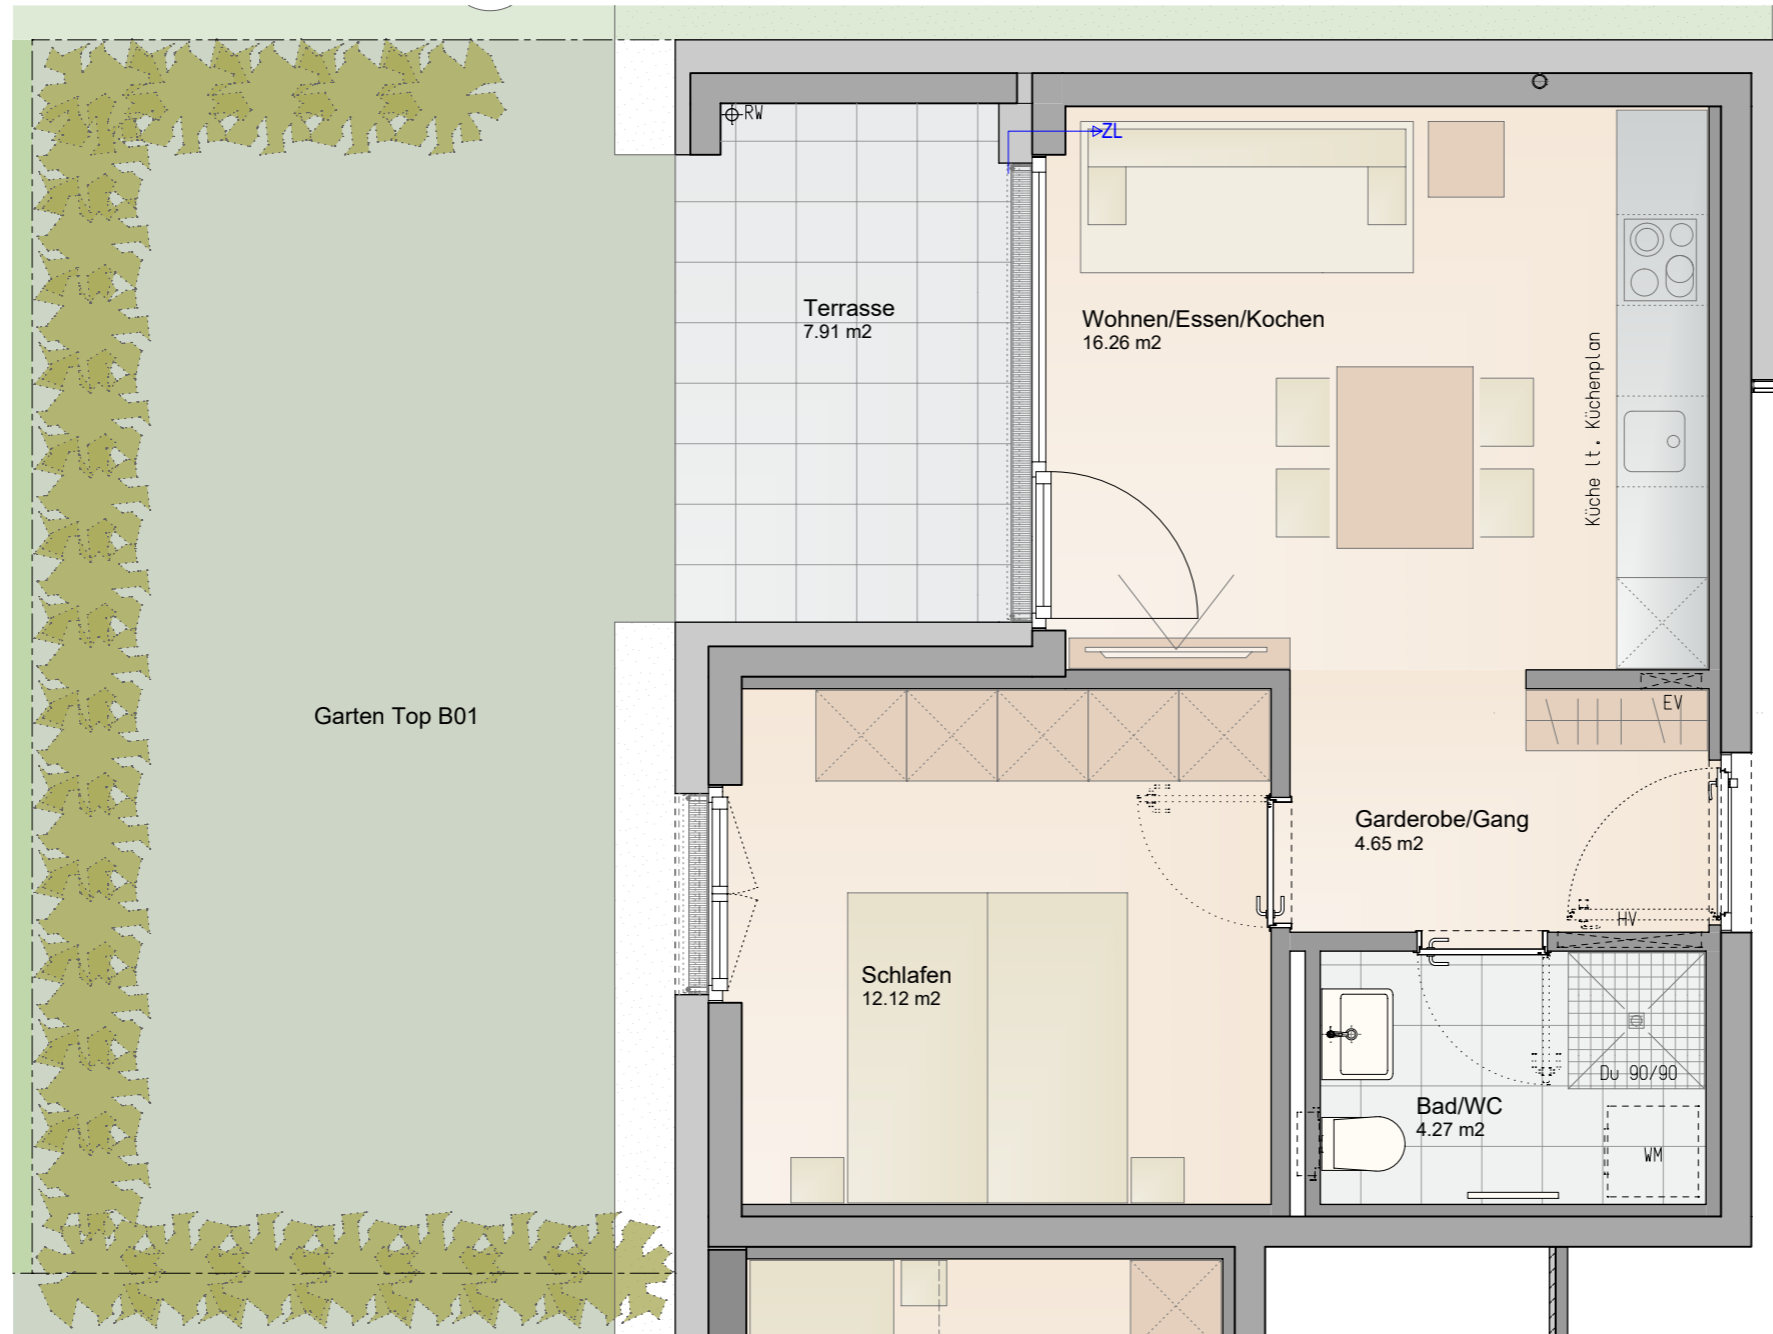 RW
ZL
Terrasse
7.91 m2
Wohnen/Essen/Kochen
16.26 m2
Küche lt. Küchenplan
Garten Top B01
EV
Garderobe/Gang
4.65 m2
HV
Schlafen
12.12 m2
Du 90/90
Bad/WC
4.27 m2
WM